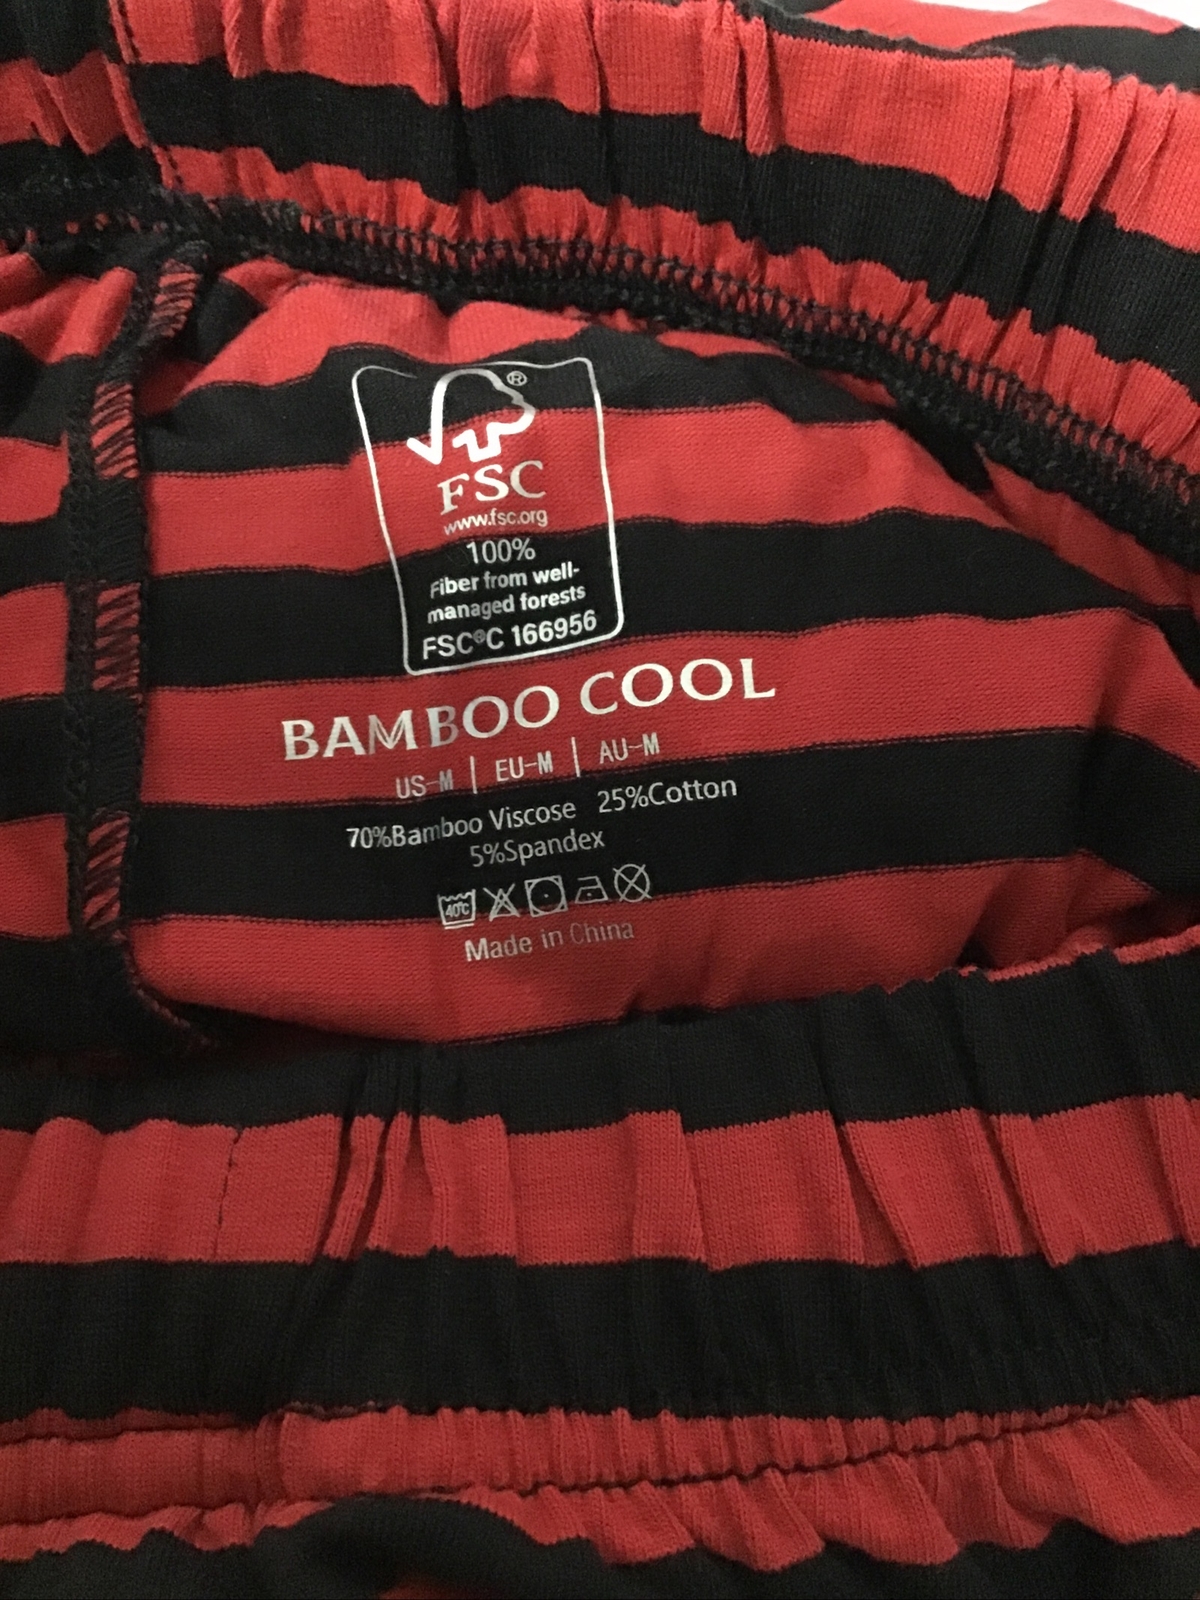 ®
FSC
www.fsc.org
100%
Fiber from well-
managed forests
FSC®C 166956
BAMBOO COOL
US-M | EU-M | AU-M
70%Bamboo Viscose 25%Cotton
5%Spandex
40℃
Made in China